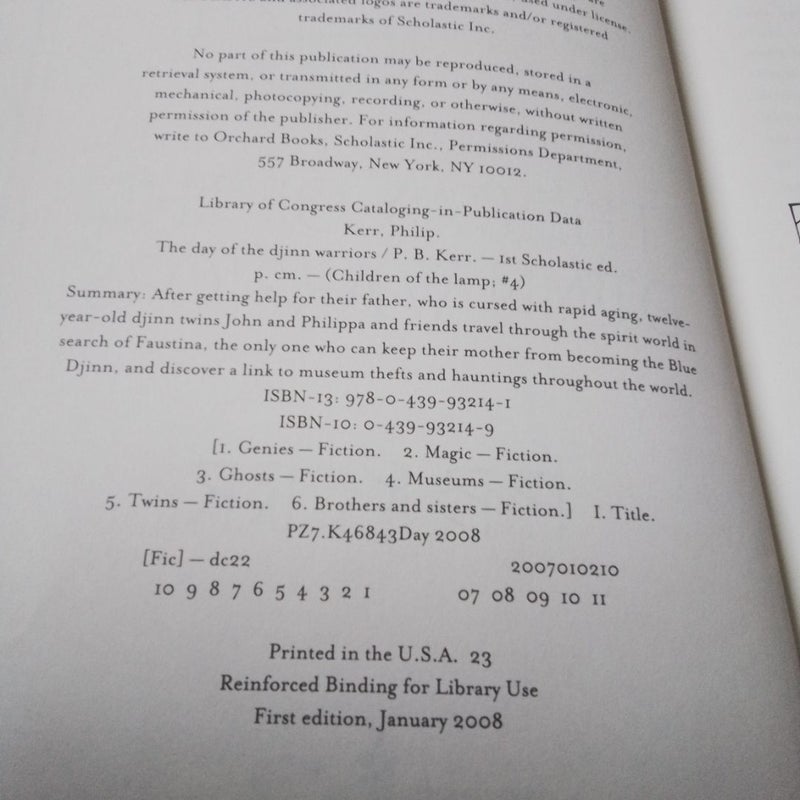 and associated logos are trademarks and/or registered
trademarks of Scholastic Inc.
No part of this publication may be reproduced, stored in a
retrieval system, or transmitted in any form or by any means, electronic,
mechanical, photocopying, recording, or otherwise, without written
permission of the publisher. For information regarding permission,
write to Orchard Books, Scholastic Inc., Permissions Department,
557 Broadway, New York, NY 10012.
Library of Congress Cataloging-in-Publication Data
Kerr, Philip.
The day of the djinn warriors / P. B. Kerr. — 1st Scholastic ed.
p. cm. — (Children of the lamp; #4)
Summary: After getting help for their father, who is cursed with rapid aging, twelve-
year-old djinn twins John and Philippa and friends travel through the spirit world in
search of Faustina, the only one who can keep their mother from becoming the Blue
Djinn, and discover a link to museum thefts and hauntings throughout the world.
ISBN-13: 978-0-439-93214-1
ISBN-10: 0-439-93214-9
[1. Genies — Fiction. 2. Magic — Fiction.
3. Ghosts — Fiction. 4. Museums — Fiction.
5. Twins — Fiction. 6. Brothers and sisters — Fiction.] I. Title.
PZ7.K46843Day 2008
[Fic] — dc22 2007010210
10 9 8 7 6 5 4 3 2 1 07 08 09 10 11
Printed in the U.S.A. 23
Reinforced Binding for Library Use
First edition, January 2008